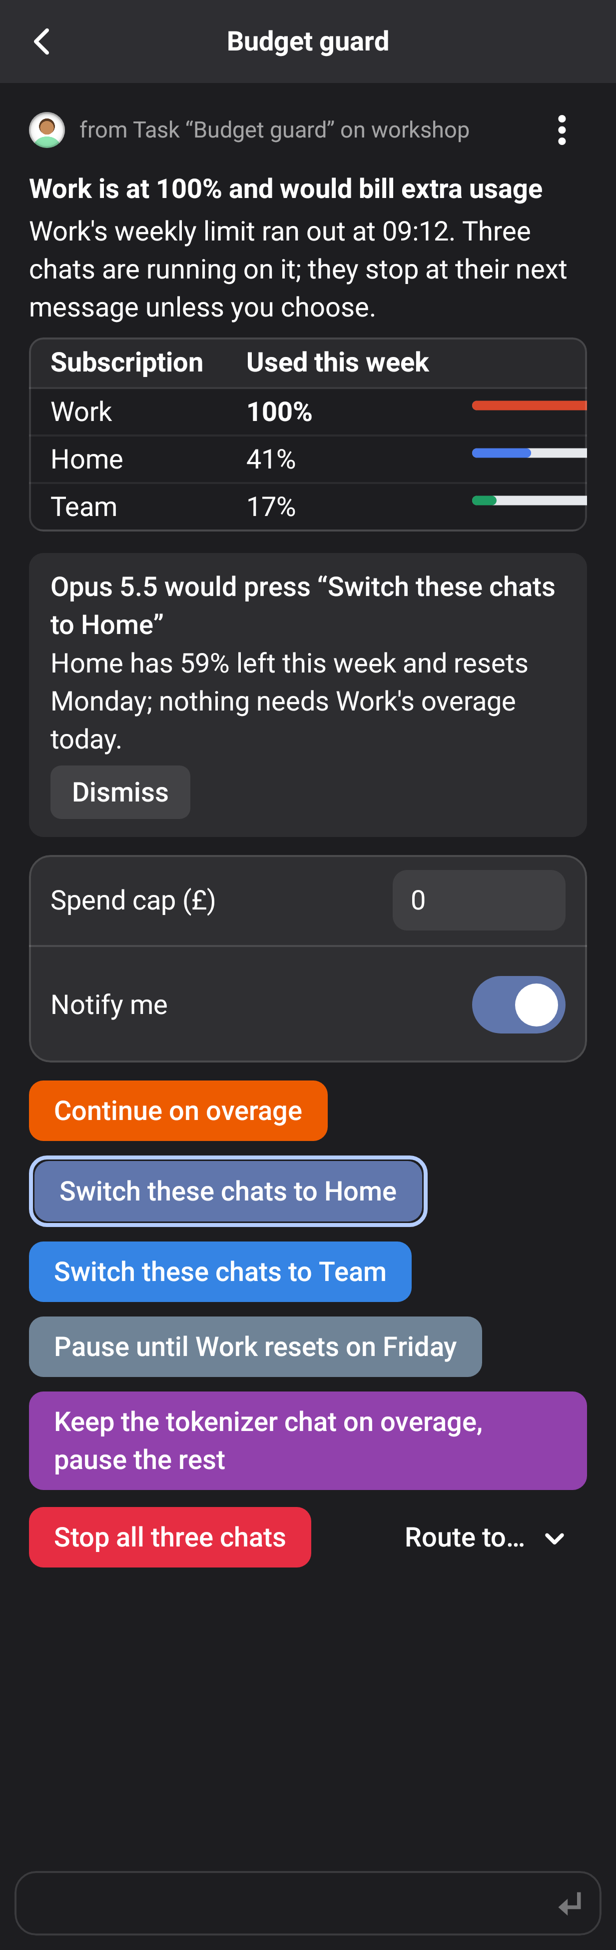 Budget guard
from Task “Budget guard” on workshop
Work is at 100% and would bill extra usage
Work's weekly limit ran out at 09:12. Three
chats are running on it; they stop at their next
message unless you choose.
Subscription Used this week
Work 100%
Home 41%
Team 17%
Opus 5.5 would press “Switch these chats
to Home”
Home has 59% left this week and resets
Monday; nothing needs Work's overage
today.
Dismiss
Spend cap (£) 0
Notify me
Continue on overage
Switch these chats to Home
Switch these chats to Team
Pause until Work resets on Friday
Keep the tokenizer chat on overage,
pause the rest
Stop all three chats Route to...